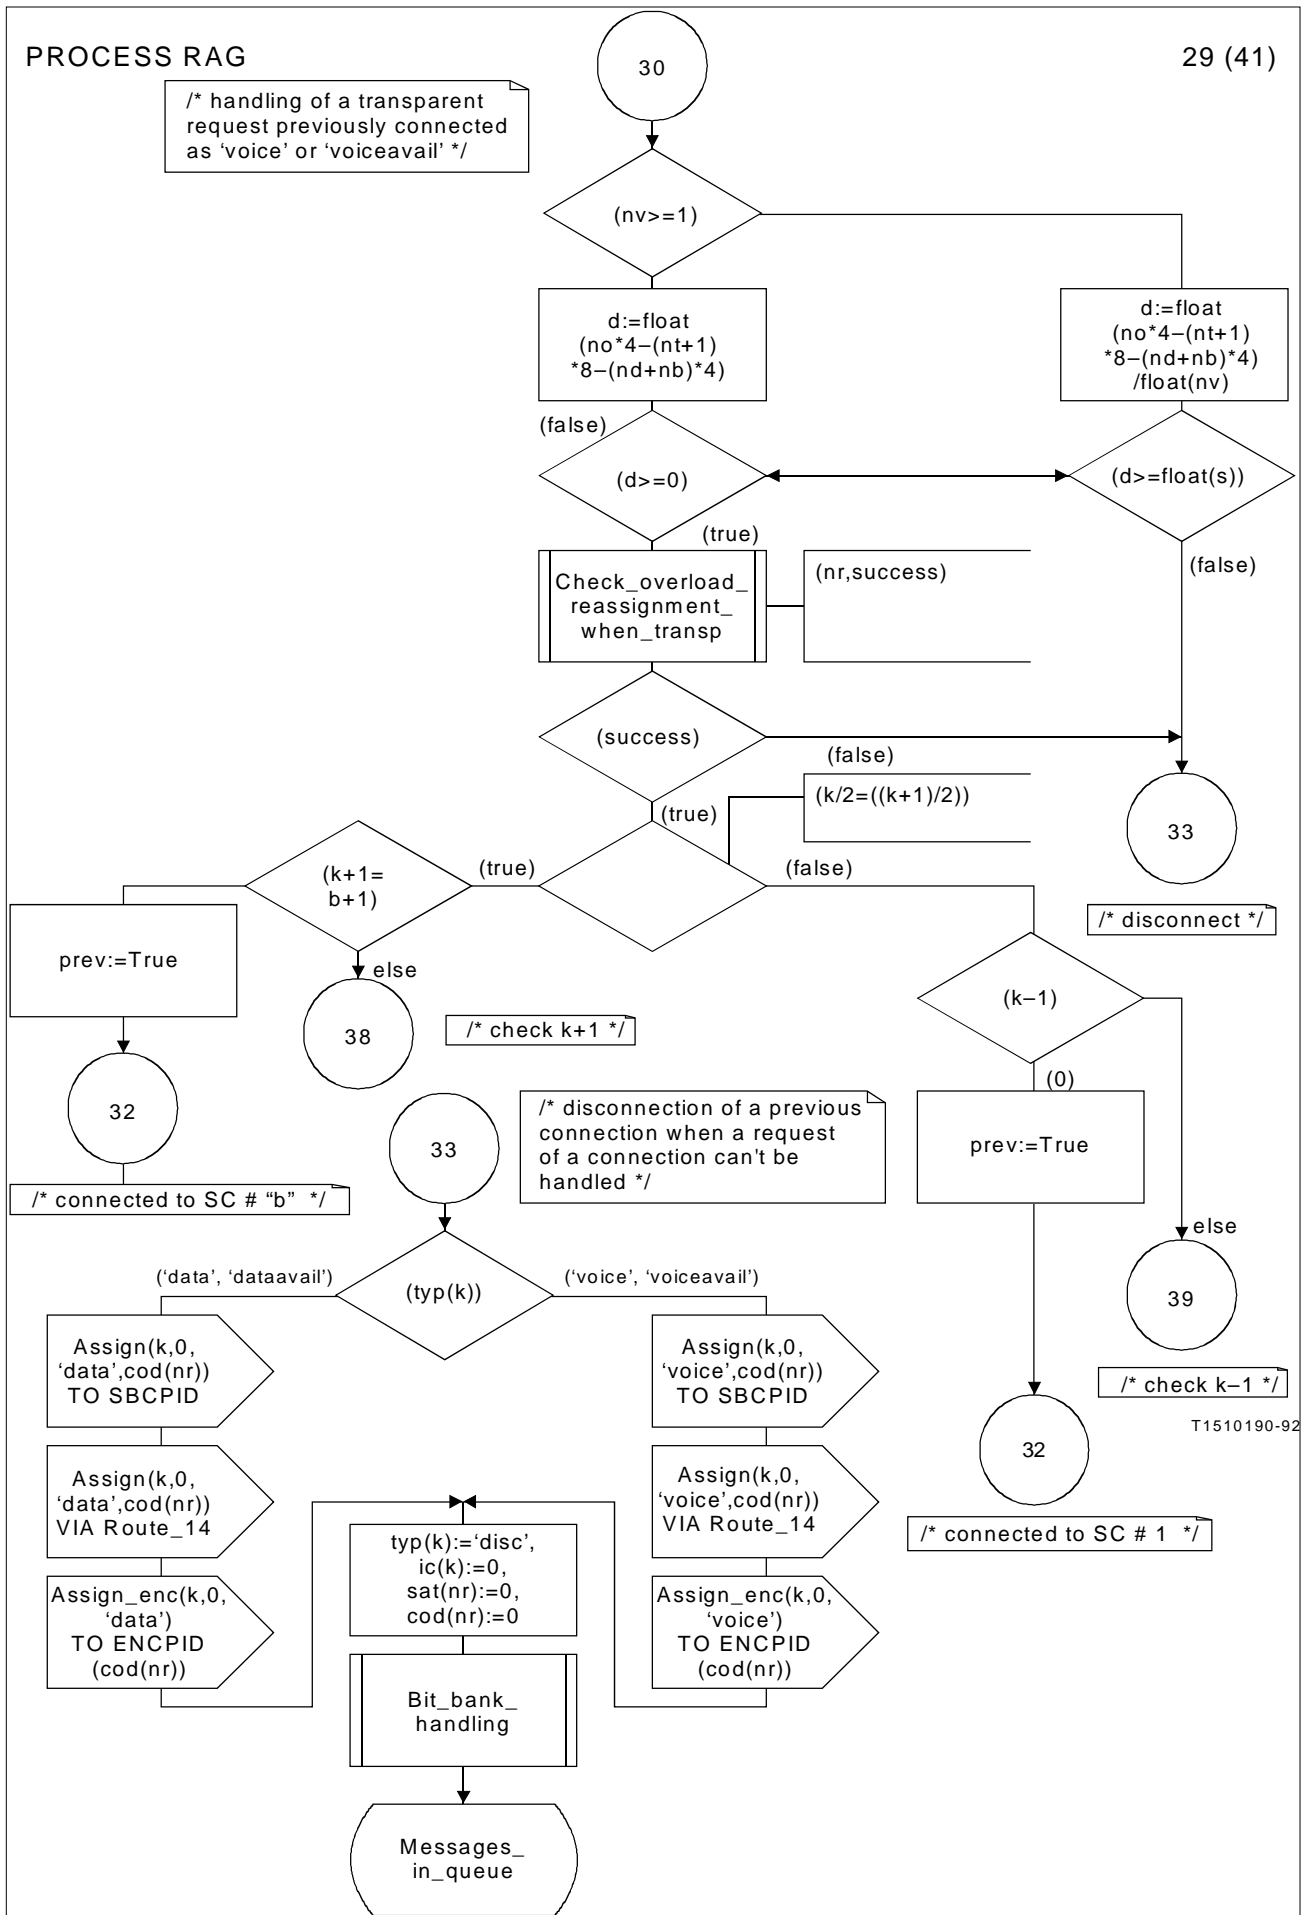 PROCESS RAG
29 (41)
30
/* handling of a transparent
request previously connected
as ‘voice’ or ‘voiceavail’ */
(nv>=1)
d:=float
(no*4–(nt+1)
*8–(nd+nb)*4)
d:=float
(no*4–(nt+1)
*8–(nd+nb)*4)
/float(nv)
(false)
(d>=0)
(d>=float(s))
(true)
(false)
Check_overload_
reassignment_
when_transp
(nr,success)
(success)
(false)
(true)
(k/2=((k+1)/2))
33
/* disconnect */
(k+1=
b+1)
(true)
(false)
prev:=True
else
38
/* check k+1 */
(k–1)
(0)
32
/* connected to SC # “b” */
33
/* disconnection of a previous
connection when a request
of a connection can't be
handled */
prev:=True
else
39
/* check k–1 */
T1510190-92
32
/* connected to SC # 1 */
(‘data’, ‘dataavail’)
(typ(k))
(‘voice’, ‘voiceavail’)
Assign(k,0,
‘data’,cod(nr))
TO SBCPID
Assign(k,0,
‘voice’,cod(nr))
TO SBCPID
Assign(k,0,
‘data’,cod(nr))
VIA Route_14
Assign(k,0,
‘voice’,cod(nr))
VIA Route_14
Assign_enc(k,0,
‘data’)
TO ENCPID
(cod(nr))
typ(k):=‘disc’,
ic(k):=0,
sat(nr):=0,
cod(nr):=0
Assign_enc(k,0,
‘voice’)
TO ENCPID
(cod(nr))
Bit_bank_
handling
Messages_
in_queue